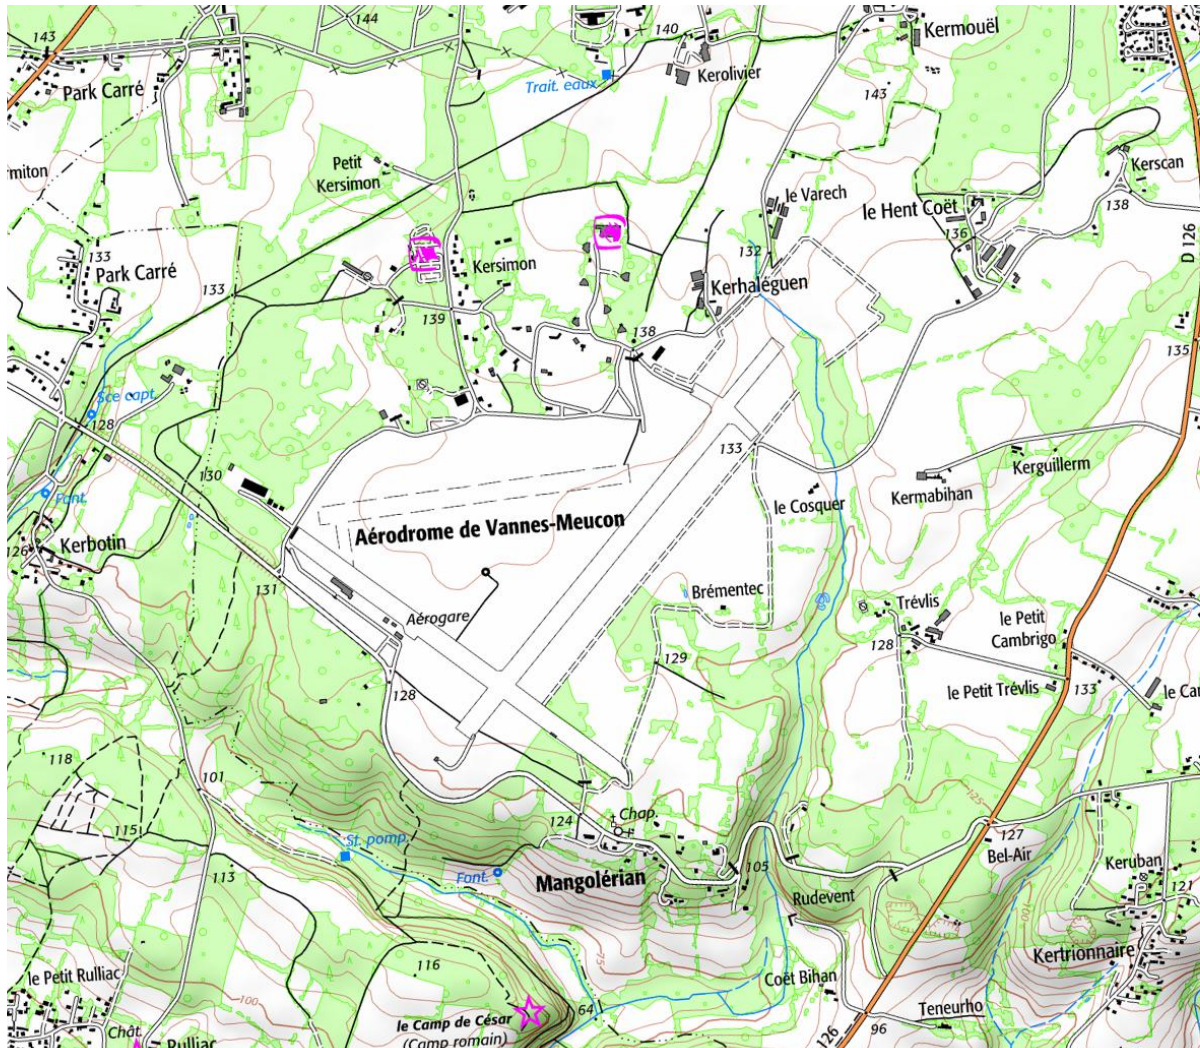 143
144
140
Kermouël
Park Carré
Trait. eaux
Kerolivier
143
Petit
Kersimon
Kerscan
miton
le Varech
le Hent Coët
138
133
Park Carré
Kersimon
132
136
D 126
133
Kerhaléguen
139
138
135
Sce capt.
128
133
130
Kerguillerm
Font.
le Cosquer
Kermabihan
Aérodrome de Vannes-Meucon
126
Kerbotin
131
Brémentec
Trévlis
Aérogare
le Petit
Cambrigo
128
129
128
le Petit Trévlis
133
le Ca
118
101
125
Chap.
St. pomp.
124
115
127
Bel-Air
Keruban
113
Font.
Mangolérian
105
121
Rudevent
100
75
Kertrionnaire
116
le Petit Rulliac
100
Coët Bihan
64
Teneurho
le Camp de César
(Camp romain)
Chât.
Rulliac
126
96